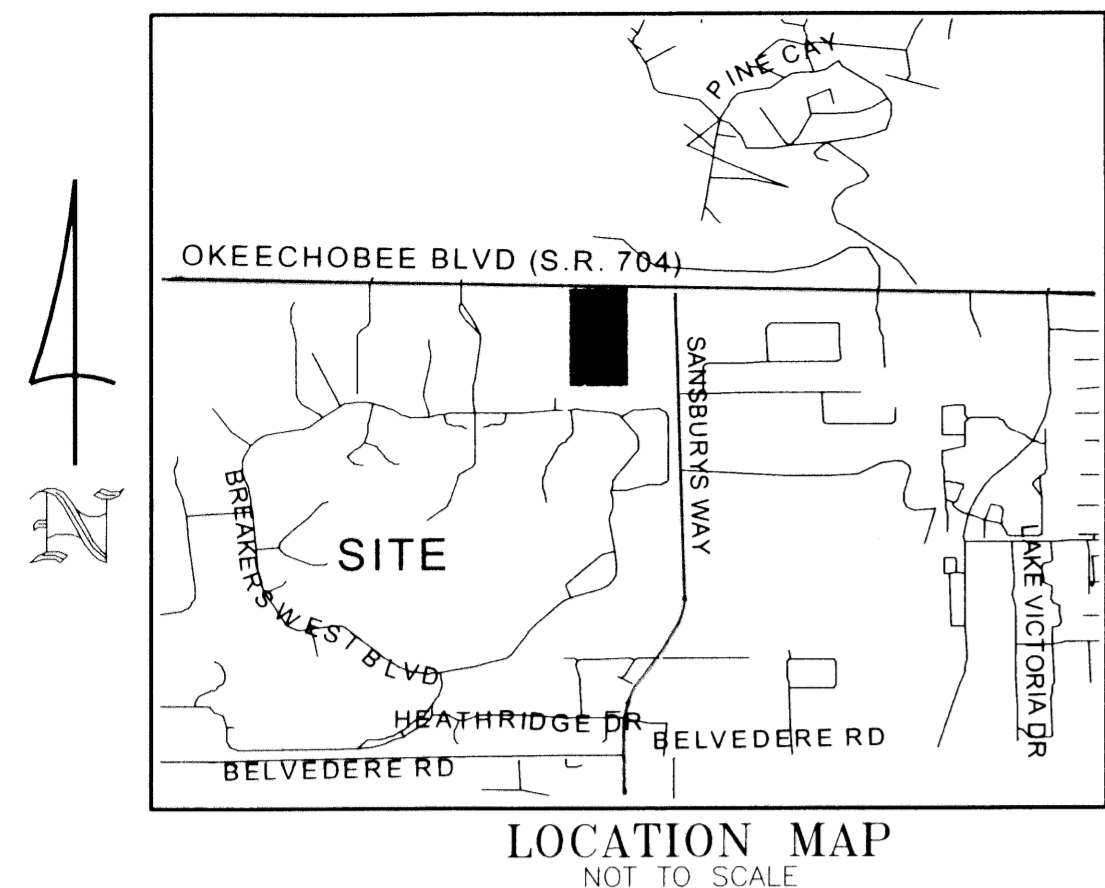 PINE CAY
OKEECHOBEE BLVD (S.R. 704)
SANSBURYS WAY
BREAKERS WEST BLVD
SITE
LAKE VICTORIA DR
HEATHRIDGE DR
BELVEDERE RD
BELVEDERE RD
N
LOCATION MAP
NOT TO SCALE